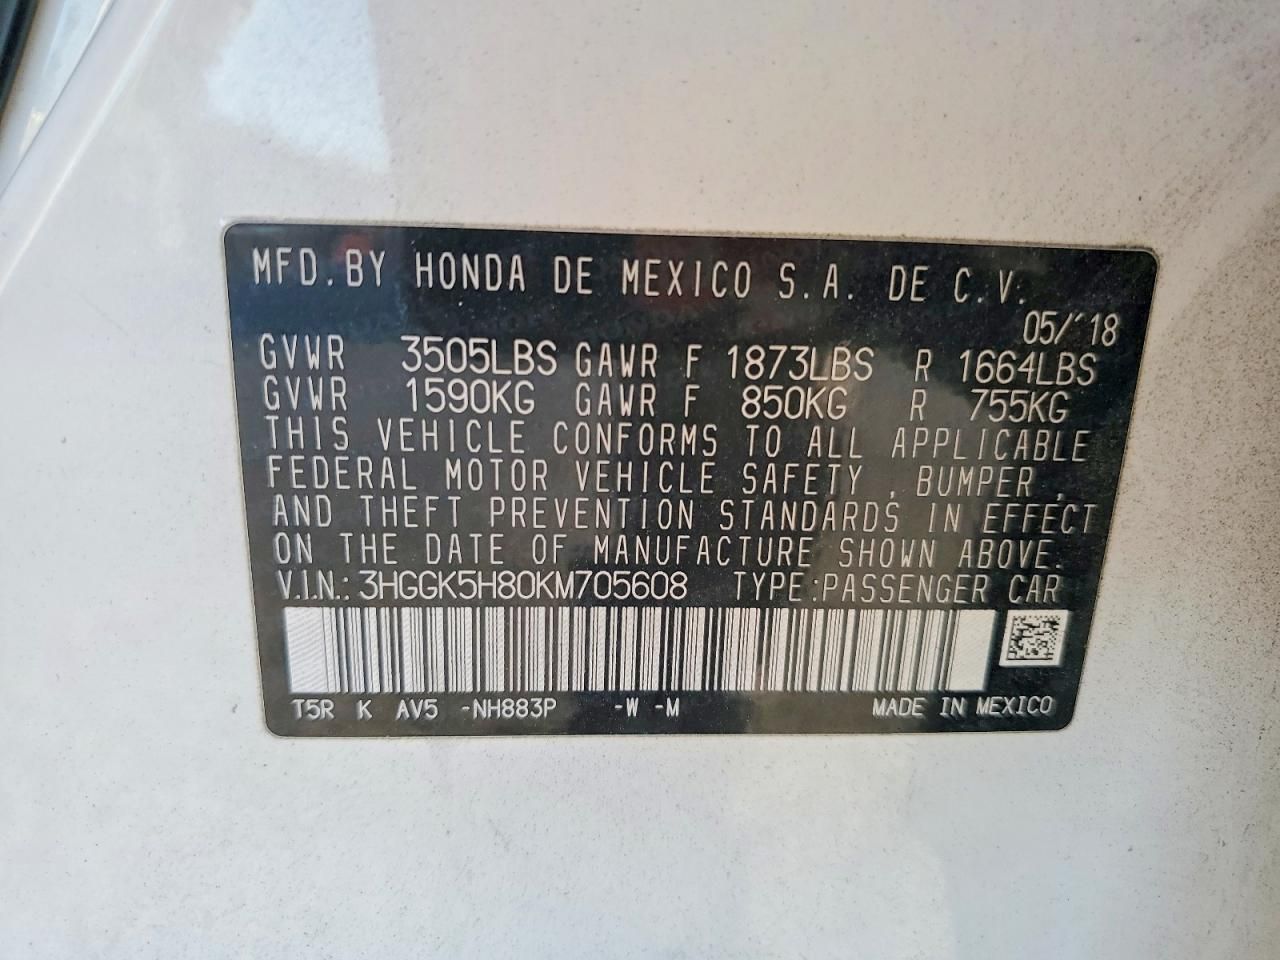 MFD. BY HONDA DE MEXICO S.A. DE C.V.
05/´18
GVWR 3505LBS GAWR F 1873LBS R 1664LBS
GVWR 1590KG GAWR F 850KG R 755KG
THIS VEHICLE CONFORMS TO ALL APPLICABLE
FEDERAL MOTOR VEHICLE SAFETY , BUMPER ,
AND THEFT PREVENTION STANDARDS IN EFFECT
ON THE DATE OF MANUFACTURE SHOWN ABOVE.
V.I.N.: 3HGGK5H80KM705608 TYPE:PASSENGER CAR
T5R K AV5 -NH883P -W -M MADE IN MEXICO